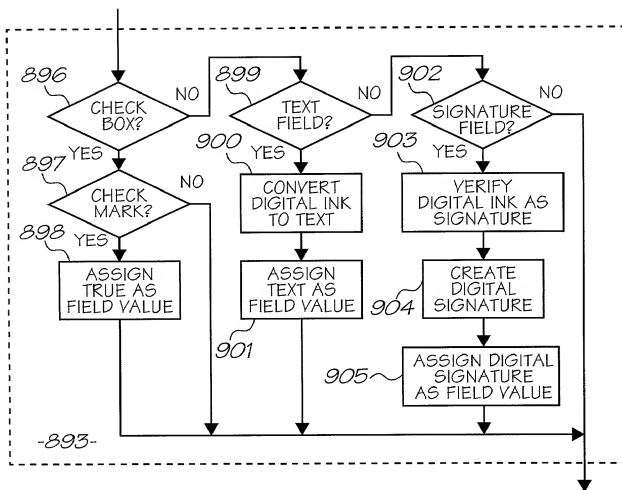 896
CHECK
BOX?
NO
YES
897
CHECK
MARK?
NO
YES
898
ASSIGN
TRUE AS
FIELD VALUE
899
TEXT
FIELD?
NO
YES
900
CONVERT
DIGITAL INK
TO TEXT
ASSIGN
TEXT AS
FIELD VALUE
901
902
SIGNATURE
FIELD?
NO
YES
903
VERIFY
DIGITAL INK AS
SIGNATURE
CREATE
DIGITAL
SIGNATURE
904
ASSIGN DIGITAL
SIGNATURE
AS FIELD VALUE
905
-893-